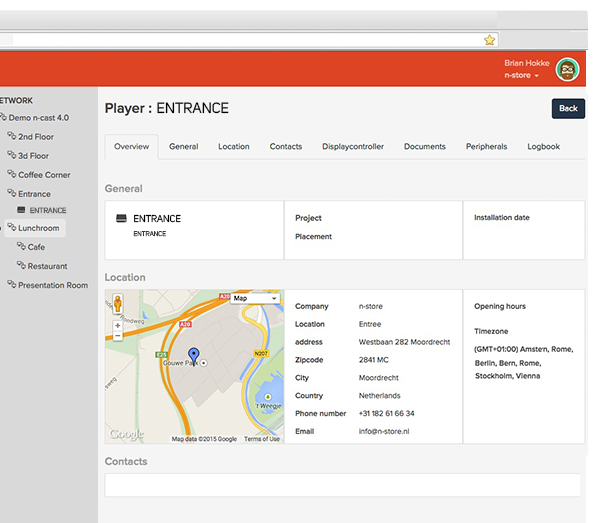 Brian Hokke
n-store
ETWORK
Demo n-cast 4.0
2nd Floor
3d Floor
Coffee Corner
Entrance
ENTRANCE
Lunchroom
Cafe
Restaurant
Presentation Room
Player : ENTRANCE
Back
Overview General Location Contacts Displaycontroller Documents Peripherals Logbook
General
ENTRANCE
ENTRANCE
Project
Placement
Installation date
Location
A20
Map
A20
E25
N207
Gouwe Park
't Weegje
Google
Map data ©2015 Google Terms of Use
Company n-store
Location Entree
address Westbaan 282 Moordrecht
Zipcode 2841 MC
City Moordrecht
Country Netherlands
Phone number +31 182 61 66 34
Email info@n-store.nl
Opening hours
Timezone
(GMT+01:00) Amsten, Rome,
Berlin, Bern, Rome,
Stockholm, Vienna
Contacts